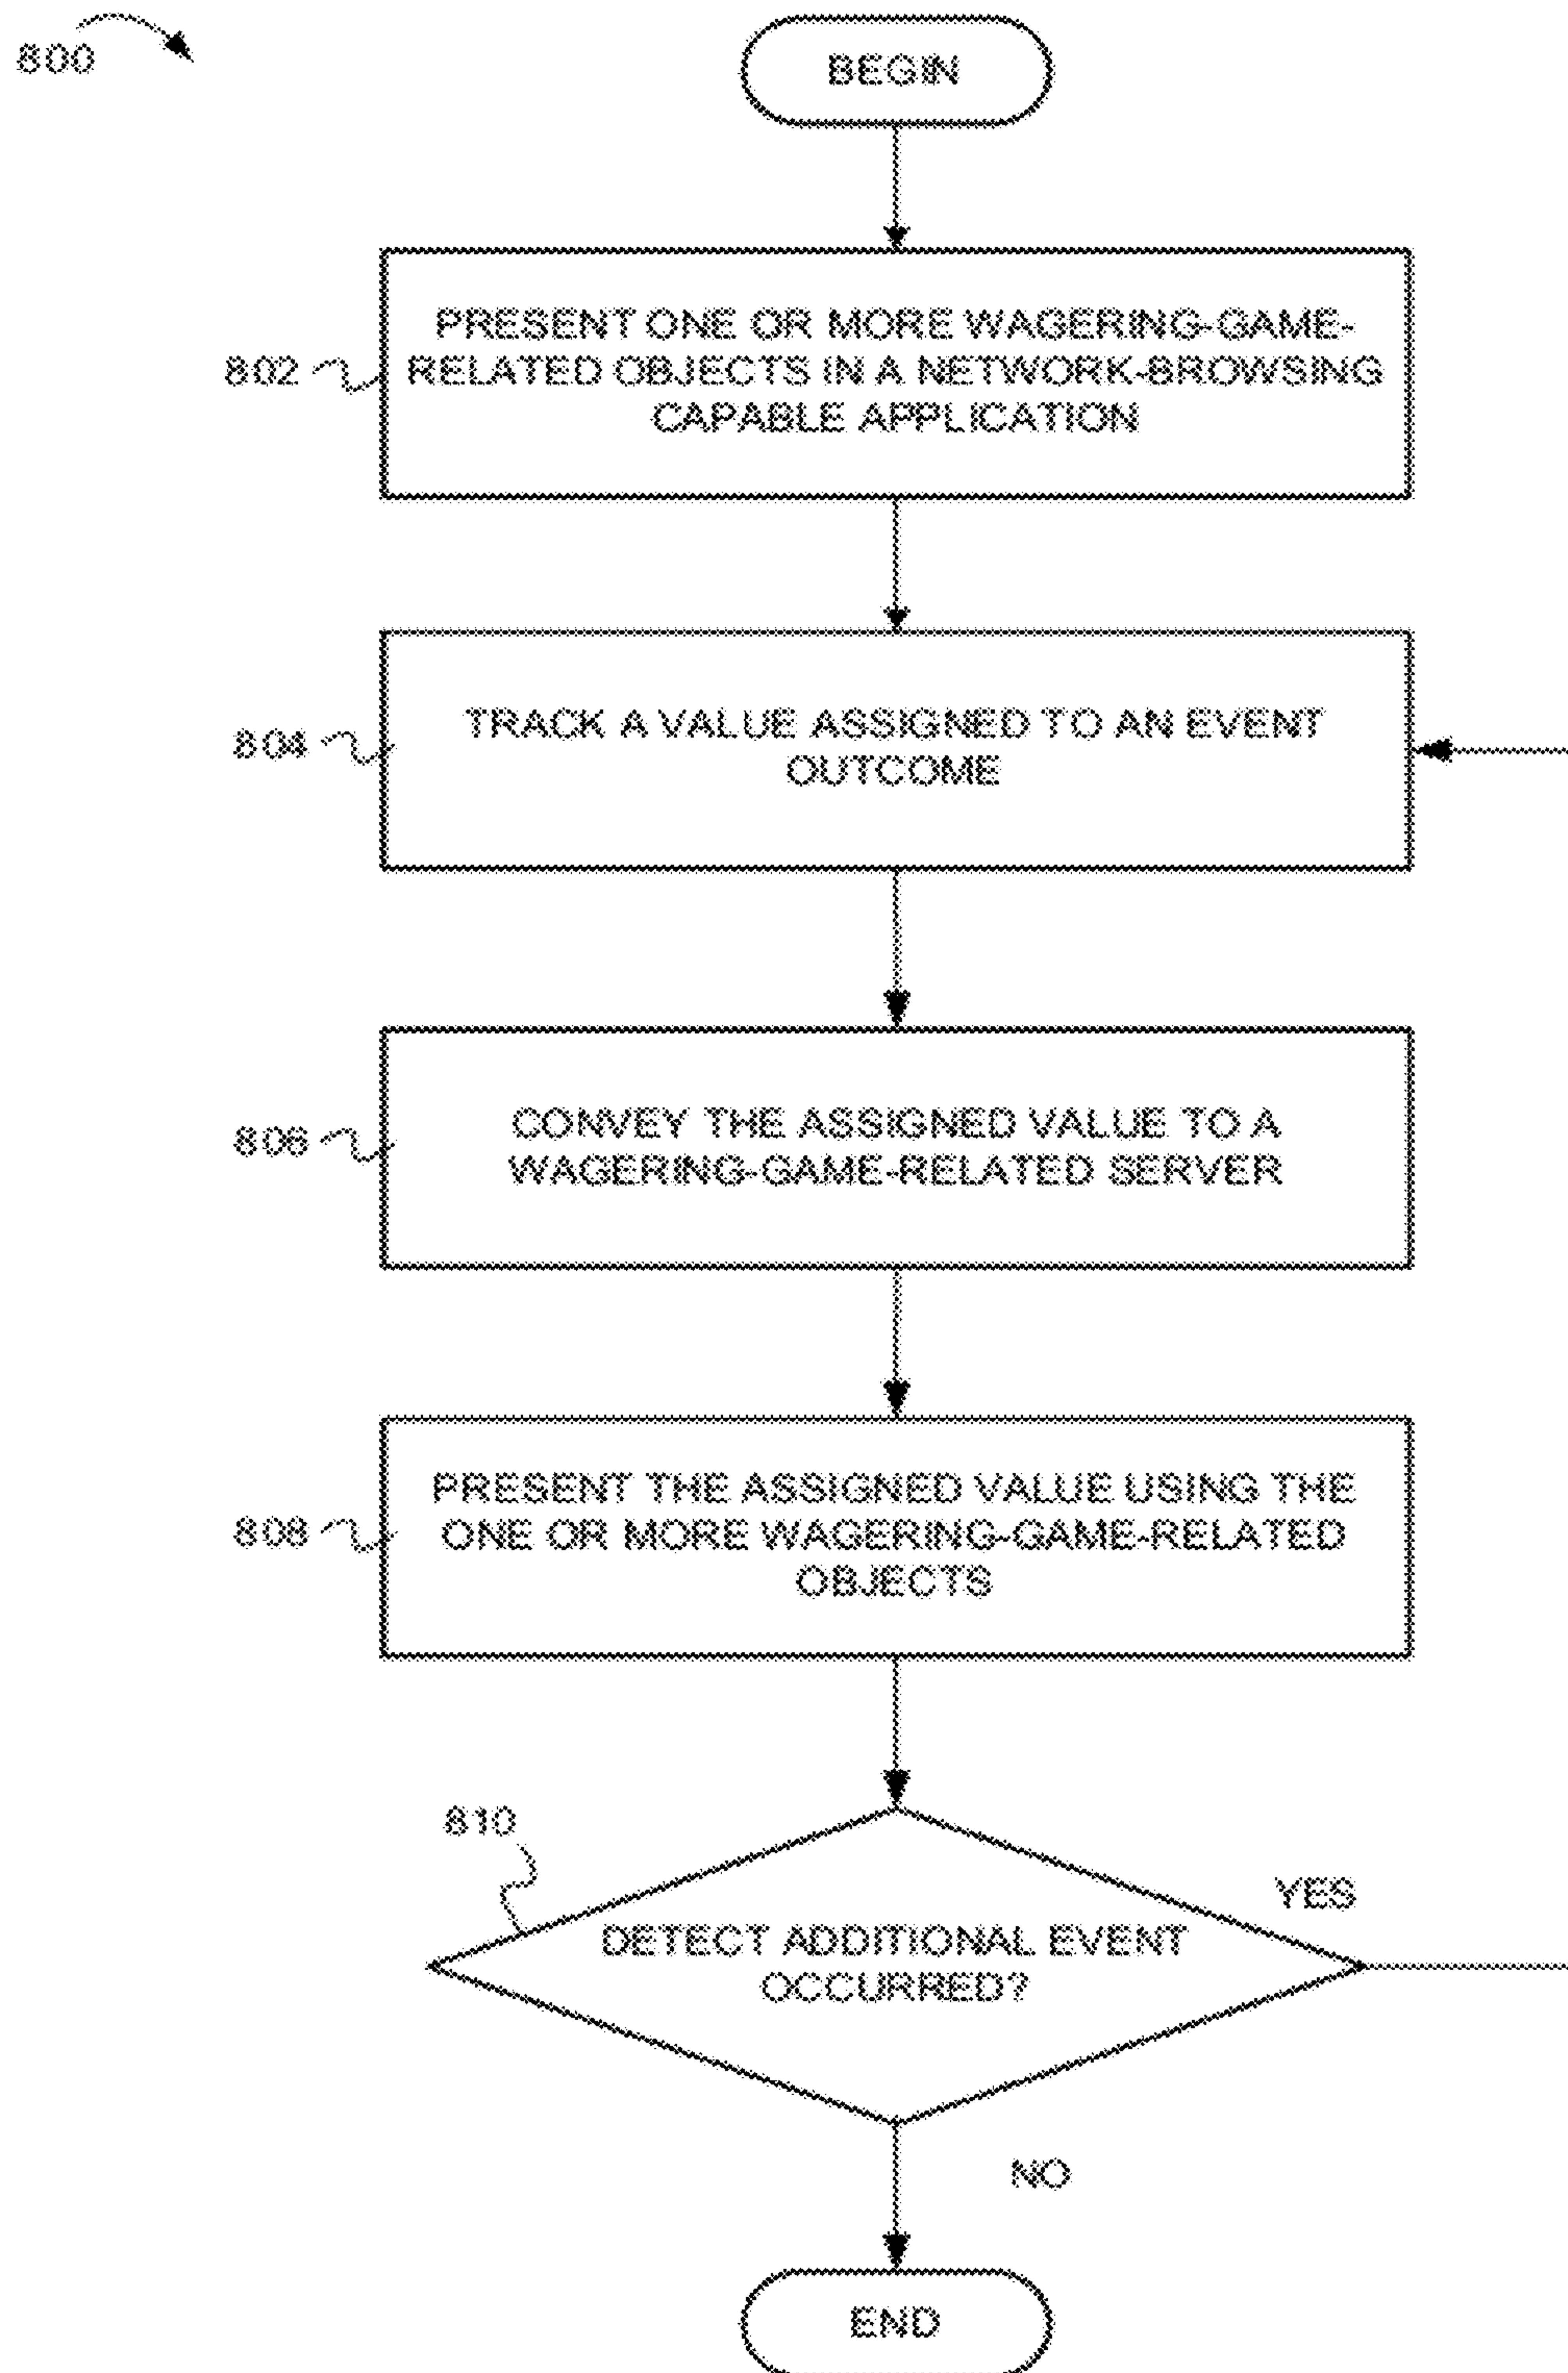 800
BEGIN
802
PRESENT ONE OR MORE WAGERING-GAME-
RELATED OBJECTS IN A NETWORK-BROWSING
CAPABLE APPLICATION
804
TRACK A VALUE ASSIGNED TO AN EVENT
OUTCOME
806
CONVEY THE ASSIGNED VALUE TO A
WAGERING-GAME-RELATED SERVER
808
PRESENT THE ASSIGNED VALUE USING THE
ONE OR MORE WAGERING-GAME-RELATED
OBJECTS
810
YES
DETECT ADDITIONAL EVENT
OCCURRED?
NO
END